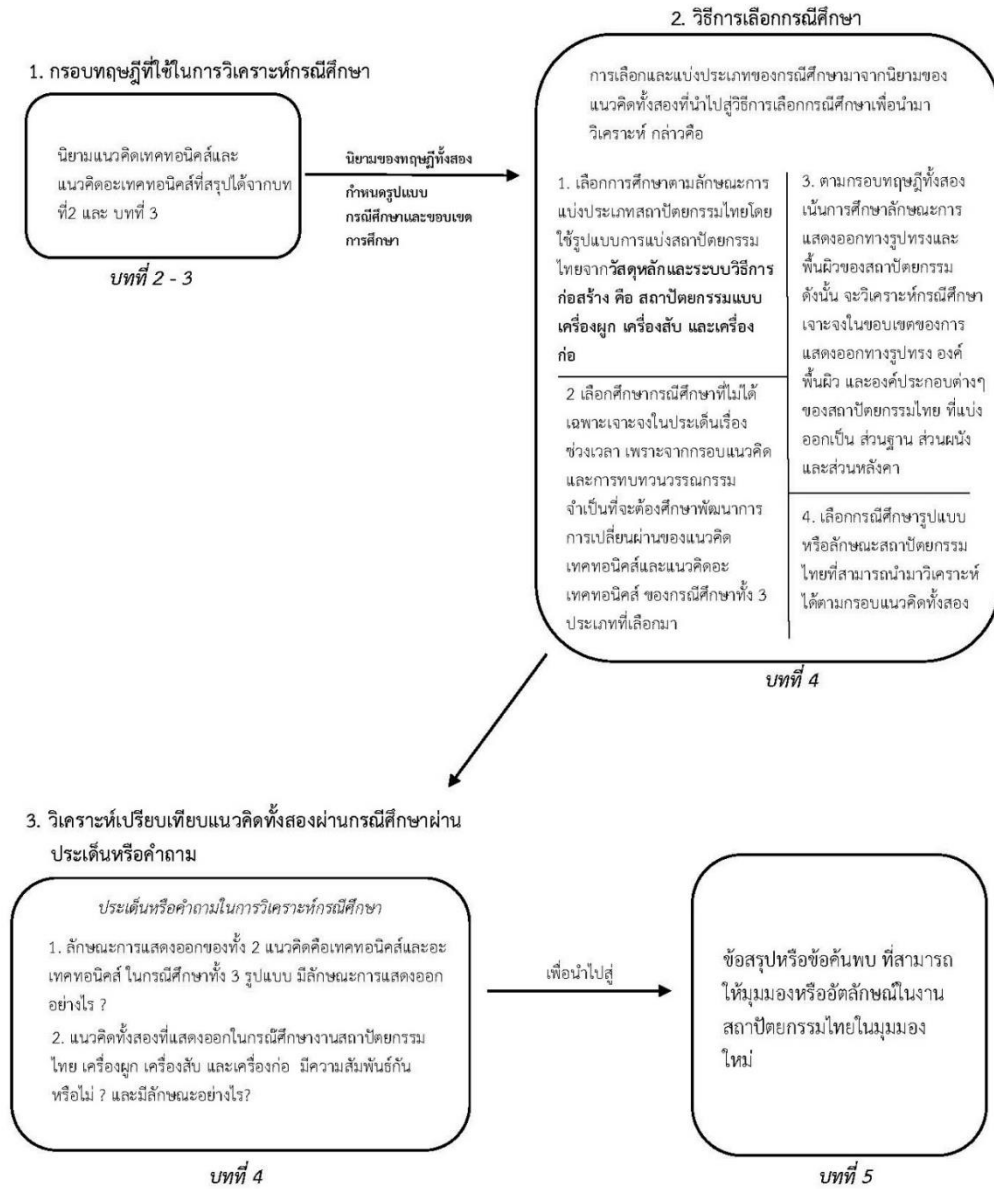 1. กรอบทฤษฎีที่ใช้ในการวิเคราะห์กรณีศึกษา
นิยามแนวคิดเทคทอนิคส์และ
แนวคิดอะเทคทอนิคส์ที่สรุปได้จากบท
ที่2 และ บทที่ 3
บทที่ 2 - 3
นิยามของทฤษฎีทั้งสอง
กำหนดรูปแบบ
กรณีศึกษาและขอบเขต
การศึกษา
2. วิธีการเลือกกรณีศึกษา
การเลือกและแบ่งประเภทของกรณีศึกษามาจากนิยามของ
แนวคิดทั้งสองที่นำไปสู่วิธีการเลือกกรณีศึกษาเพื่อนำมา
วิเคราะห์ กล่าวคือ
1. เลือกการศึกษาตามลักษณะการ
แบ่งประเภทสถาปัตยกรรมไทยโดย
ใช้รูปแบบการแบ่งสถาปัตยกรรม
ไทยจากวัสดุหลักและระบบวิธีการ
ก่อสร้าง คือ สถาปัตยกรรมแบบ
เครื่องผูก เครื่องสับ และเครื่อง
ก่อ
2 เลือกศึกษากรณีศึกษาที่ไม่ได้
เฉพาะเจาะจงในประเด็นเรื่อง
ช่วงเวลา เพราะจากกรอบแนวคิด
และการทบทวนวรรณกรรม
จำเป็นที่จะต้องศึกษาพัฒนาการ
การเปลี่ยนผ่านของแนวคิด
เทคทอนิคส์และแนวคิดอะ
เทคทอนิคส์ ของกรณีศึกษาทั้ง 3
ประเภทที่เลือกมา
3. ตามกรอบทฤษฎีทั้งสอง
เน้นการศึกษาลักษณะการ
แสดงออกทางรูปทรงและ
พื้นผิวของสถาปัตยกรรม
ดังนั้น จะวิเคราะห์กรณีศึกษา
เจาะจงในขอบเขตของการ
แสดงออกทางรูปทรง องค์
พื้นผิว และองค์ประกอบต่างๆ
ของสถาปัตยกรรมไทย ที่แบ่ง
ออกเป็น ส่วนฐาน ส่วนผนัง
และส่วนหลังคา
4. เลือกกรณีศึกษารูปแบบ
หรือลักษณะสถาปัตยกรรม
ไทยที่สามารถนำมาวิเคราะห์
ได้ตามกรอบแนวคิดทั้งสอง
บทที่ 4
3. วิเคราะห์เปรียบเทียบแนวคิดทั้งสองผ่านกรณีศึกษาผ่าน
ประเด็นหรือคำถาม
ประเด็นหรือคำถามในการวิเคราะห์กรณีศึกษา
1. ลักษณะการแสดงออกของทั้ง 2 แนวคิดคือเทคทอนิคส์และอะ
เทคทอนิคส์ ในกรณีศึกษาทั้ง 3 รูปแบบ มีลักษณะการแสดงออก
อย่างไร ?
2. แนวคิดทั้งสองที่แสดงออกในกรณีศึกษางานสถาปัตยกรรม
ไทย เครื่องผูก เครื่องสับ และเครื่องก่อ มีความสัมพันธ์กัน
หรือไม่ ? และมีลักษณะอย่างไร?
บทที่ 4
เพื่อนำไปสู่
ข้อสรุปหรือข้อค้นพบ ที่สามารถ
ให้มุมมองหรืออัตลักษณ์ในงาน
สถาปัตยกรรมไทยในมุมมอง
ใหม่
บทที่ 5